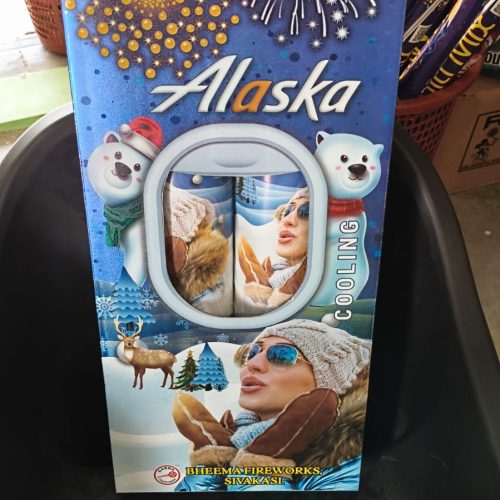 Alaska
COOLING
BHEEMA FIREWORKS,
SIVAKASI.